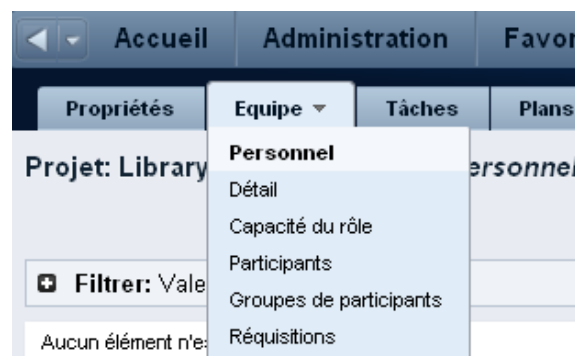 Accueil Administration Favor
Propriétés Equipe Tâches Plans
Personnel
Projet: Library ersonnel
Détail
Capacité du rôle
Participants
Filtrer: Vale
Groupes de participants
Réquisitions
Aucun élément n'es